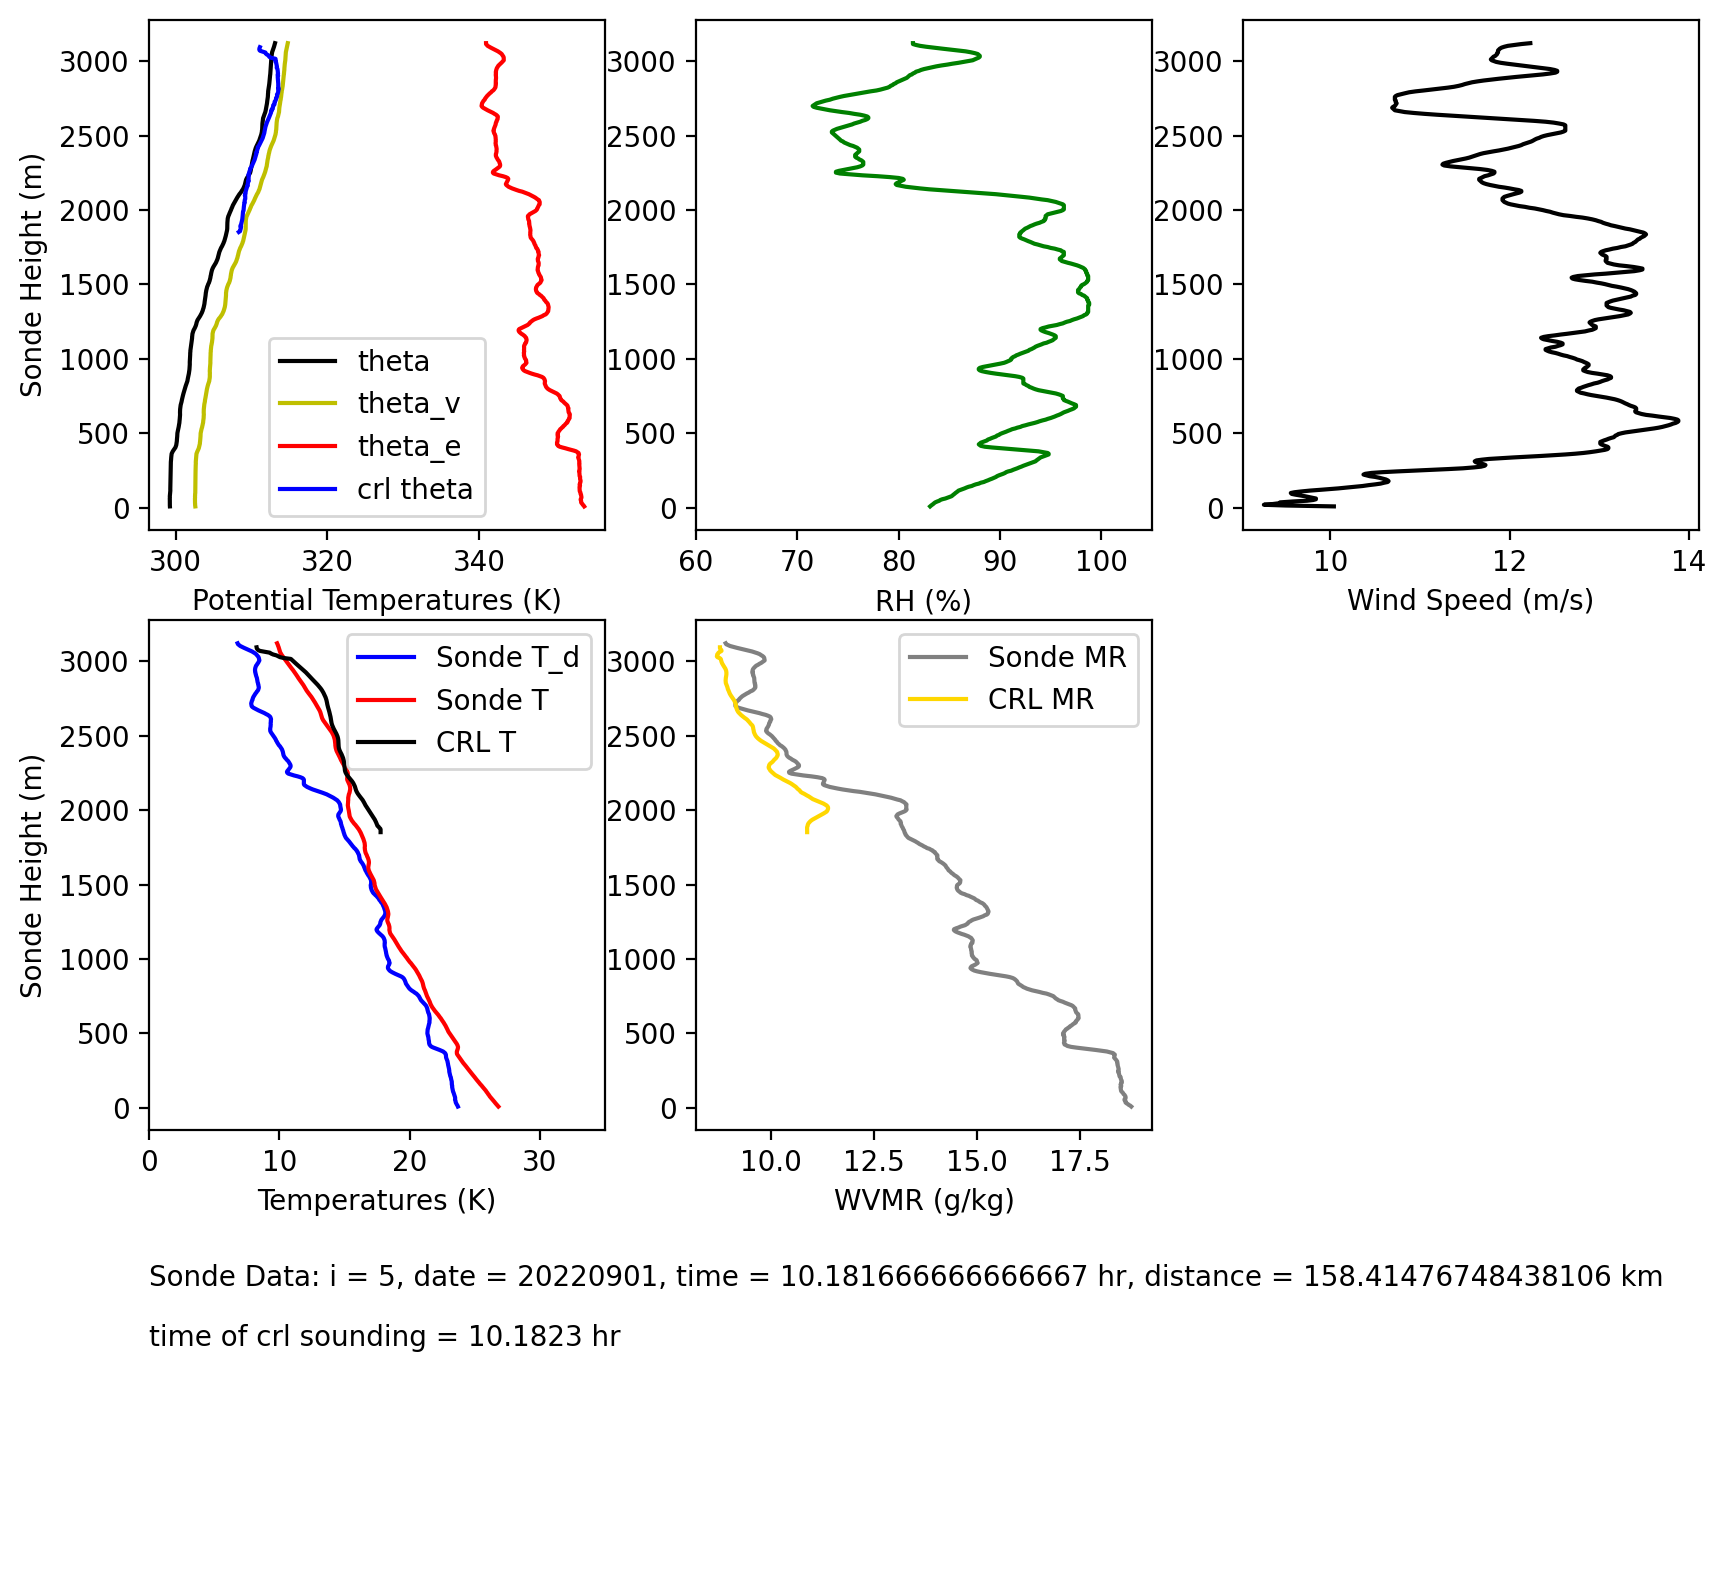 3000
2500
2000
1500
1000
500
0
Sonde Height (m)
300 320 340
Potential Temperatures (K)
theta
theta_v
theta_e
crl theta
3000
2500
2000
1500
1000
500
0
60 70 80 90 100
RH (%)
3000
2500
2000
1500
1000
500
0
10 12 14
Wind Speed (m/s)
3000
2500
2000
1500
1000
500
0
Sonde Height (m)
0 10 20 30
Temperatures (K)
Sonde T_d
Sonde T
CRL T
3000
2500
2000
1500
1000
500
0
10.0 12.5 15.0 17.5
WVMR (g/kg)
Sonde MR
CRL MR
Sonde Data: i = 5, date = 20220901, time = 10.181666666666667 hr, distance = 158.41476748438106 km
time of crl sounding = 10.1823 hr